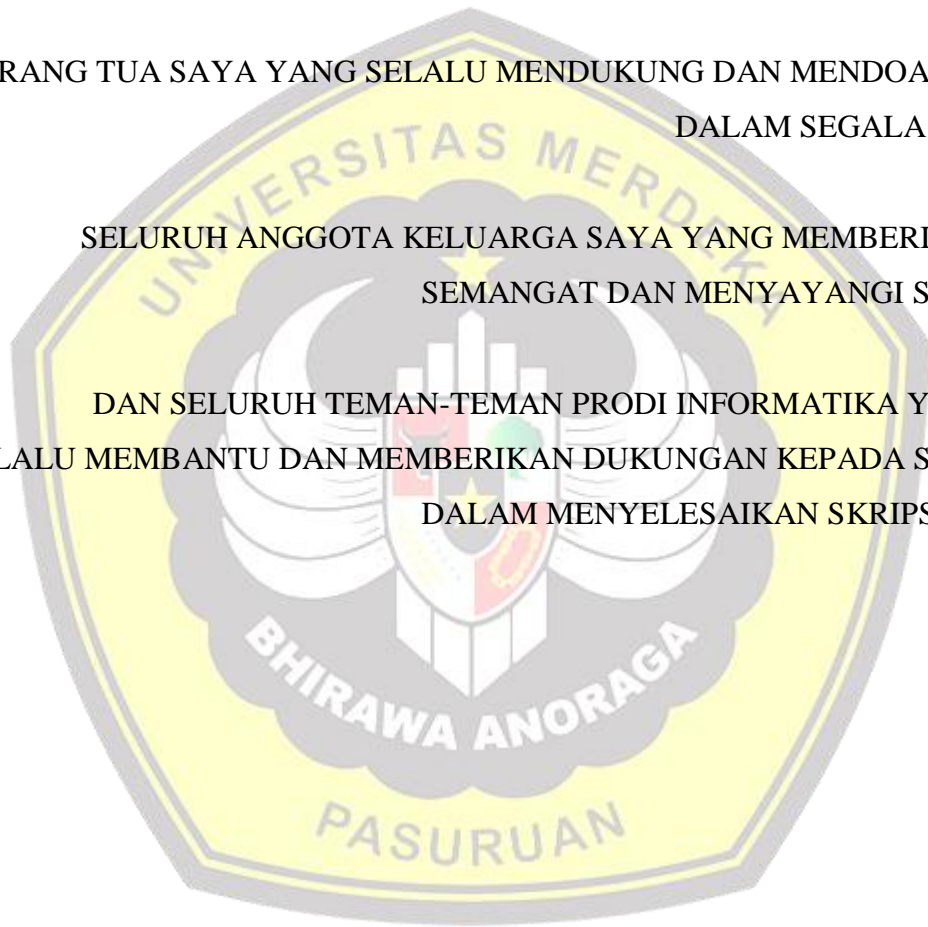 RANG TUA SAYA YANG SELALU MENDUKUNG DAN MENDOA
DALAM SEGALA
SELURUH ANGGOTA KELUARGA SAYA YANG MEMBERI
SEMANGAT DAN MENYAYANGI S
DAN SELURUH TEMAN-TEMAN PRODI INFORMATIKA Y
LALU MEMBANTU DAN MEMBERIKAN DUKUNGAN KEPADA S
DALAM MENYELESAIKAN SKRIPS
UNIVERSITAS MERDEKA
BHIRAWA ANORAGA
PASURUAN